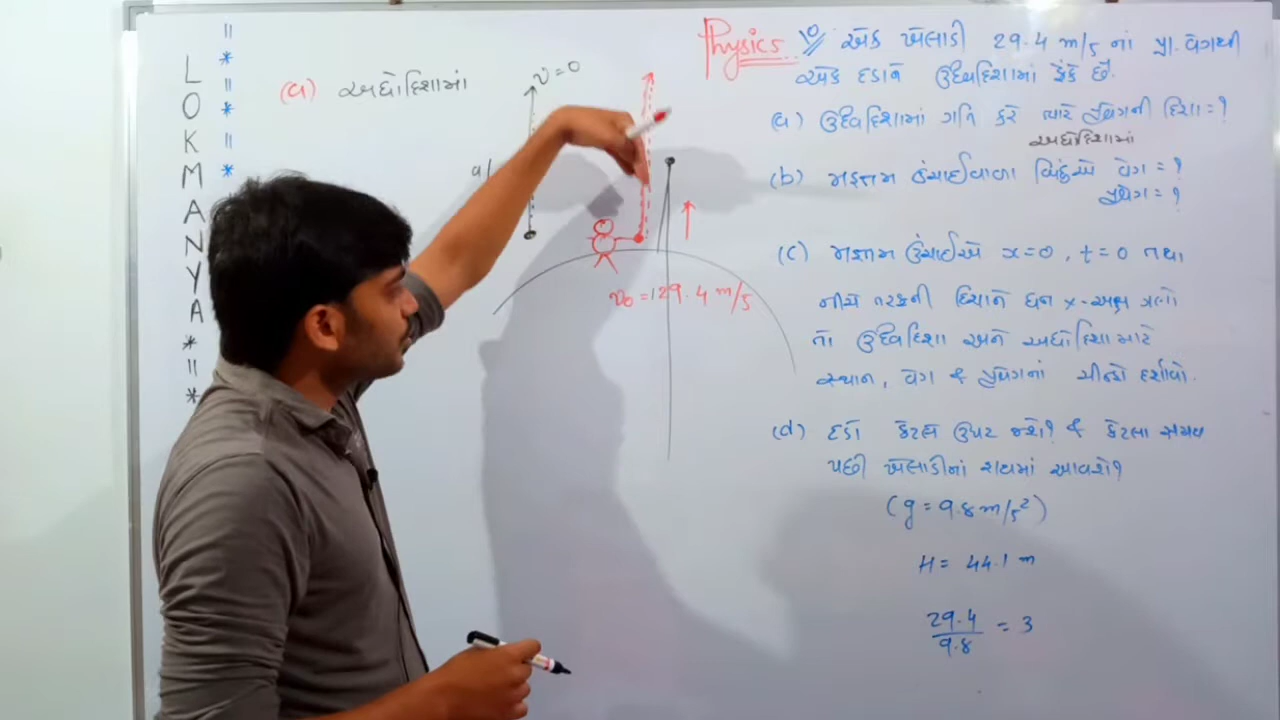 LOKMANYA
(a) અધોદિશામાં
v = 0
a
v₀ = 29.4 m/s
Physics
એક ખેલાડી 29.4 m/s નાં પ્રા. વેગથી
એક દડાને ઉર્ધ્વદિશામાં ફેંકે છે.
(a) ઉર્ધ્વદિશામાં ગતિ કરે ત્યારે પ્રવેગની દિશા = ?
અધોદિશામાં
(b) મહત્તમ ઉંચાઈવાળા બિંદુએ વેગ = ?
પ્રવેગ = ?
(c) મહત્તમ ઉંચાઈએ x=0 , t=0 તથા
નીચે તરફની દિશાને ધન x-અક્ષ ગણો
તો ઉર્ધ્વદિશા અને અધોદિશા માટે
સ્થાન, વેગ & પ્રવેગનાં ચીન્હો દર્શાવો.
(d) દડો કેટલે ઉપર જશે? & કેટલા સમય
પછી ખેલાડીનાં હાથમાં આવશે?
(g = 9.8 m/s²)
H = 44.1 m
29.4/9.8 = 3